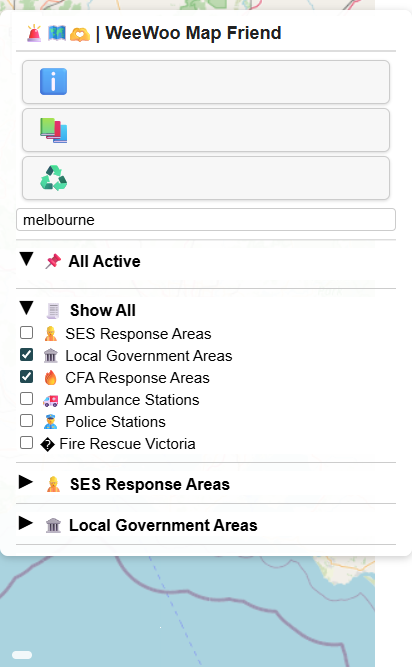 🚨🗺️🫶 | WeeWoo Map Friend
melbourne
▼ 📌 All Active
▼ 🧾 Show All
SES Response Areas
🏛️ Local Government Areas
🔥 CFA Response Areas
🚑 Ambulance Stations
👮 Police Stations
� Fire Rescue Victoria
▶ SES Response Areas
▶ 🏛️ Local Government Areas